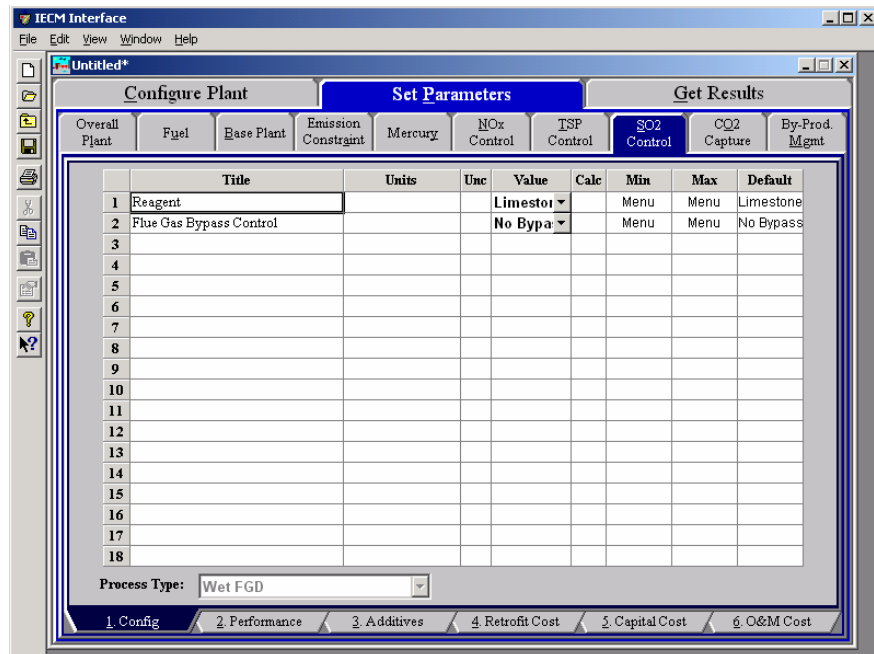 IECM Interface
File Edit View Window Help
Untitled*
Configure Plant Set Parameters Get Results
Overall Plant Fuel Base Plant Emission Constraint Mercury NOx Control TSP Control SO2 Control CO2 Capture By-Prod. Mgmt
Title Units Unc Value Calc Min Max Default
1 Reagent Limestor Menu Menu Limestone
2 Flue Gas Bypass Control No Bypa Menu Menu No Bypass
3
4
5
6
7
8
9
10
11
12
13
14
15
16
17
18
Process Type: Wet FGD
1. Config 2. Performance 3. Additives 4. Retrofit Cost 5. Capital Cost 6. O&M Cost